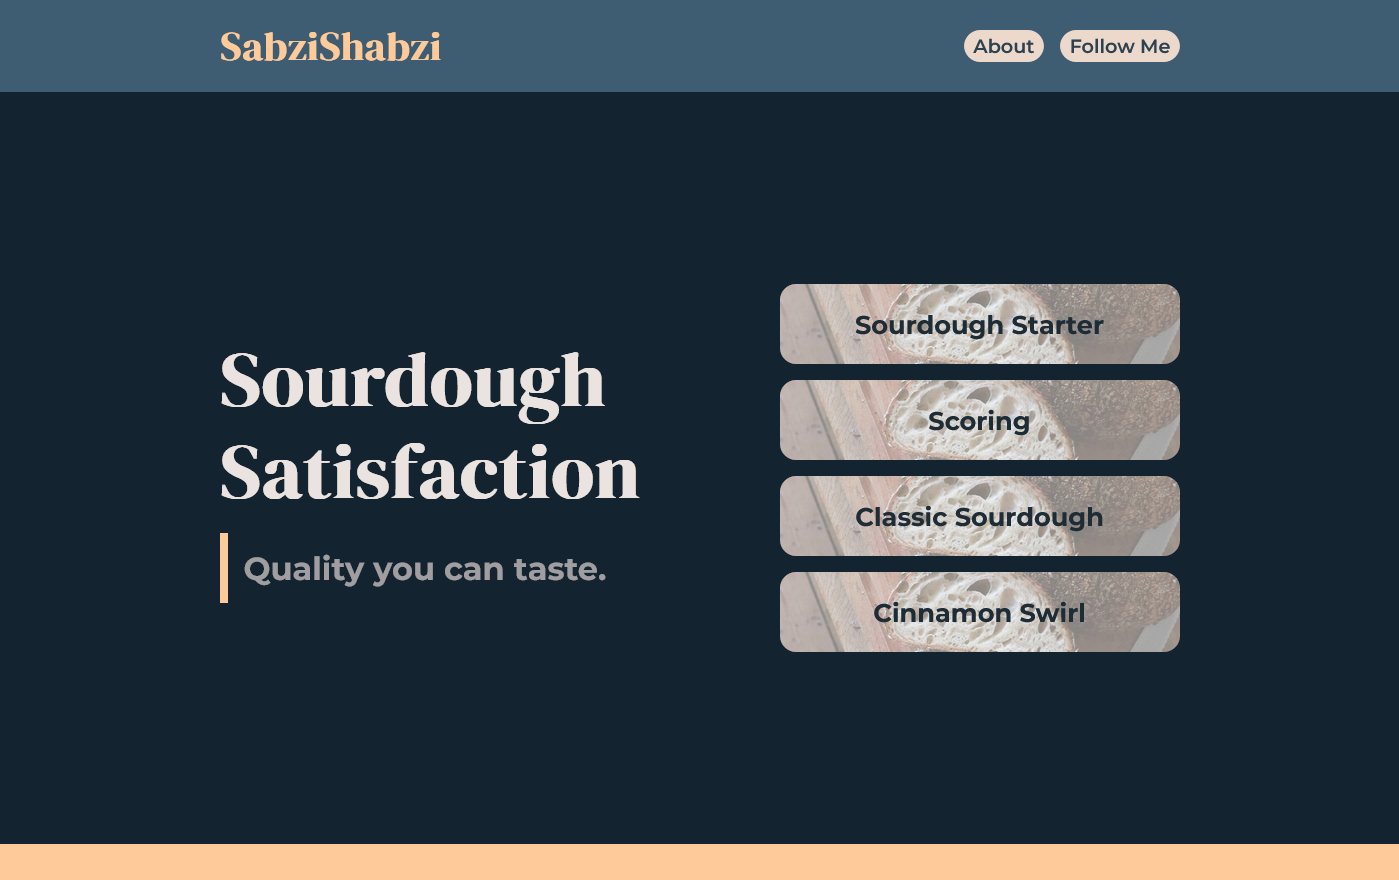 SabziShabzi
About
Follow Me
Sourdough
Satisfaction
Quality you can taste.
Sourdough Starter
Scoring
Classic Sourdough
Cinnamon Swirl